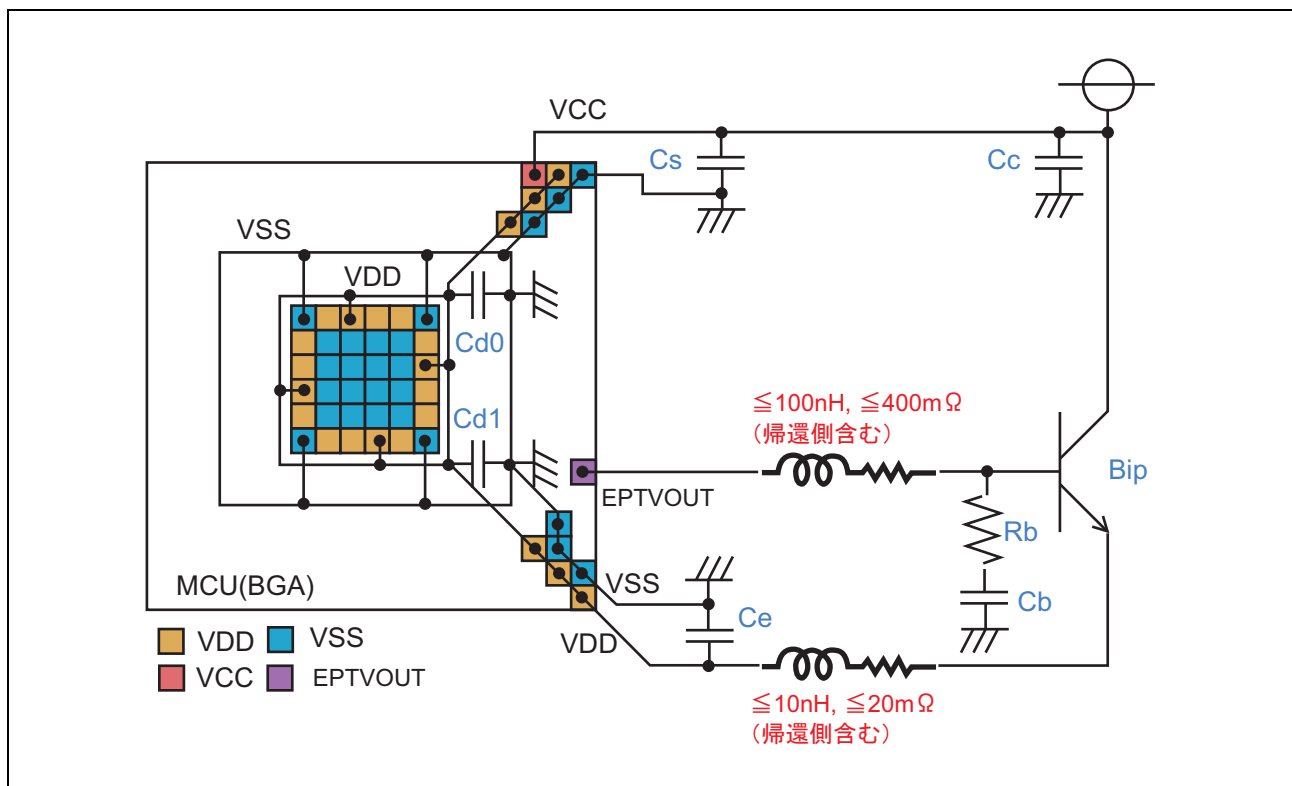 VCC
Cs
Cc
VSS
VDD
Cd0
Cd1
≦100nH, ≦400mΩ
（帰還側含む）
Bip
EPTVOUT
Rb
MCU(BGA)
VSS
Cb
Ce
VDD
VDD
VSS
VCC
EPTVOUT
≦10nH, ≦20mΩ
（帰還側含む）